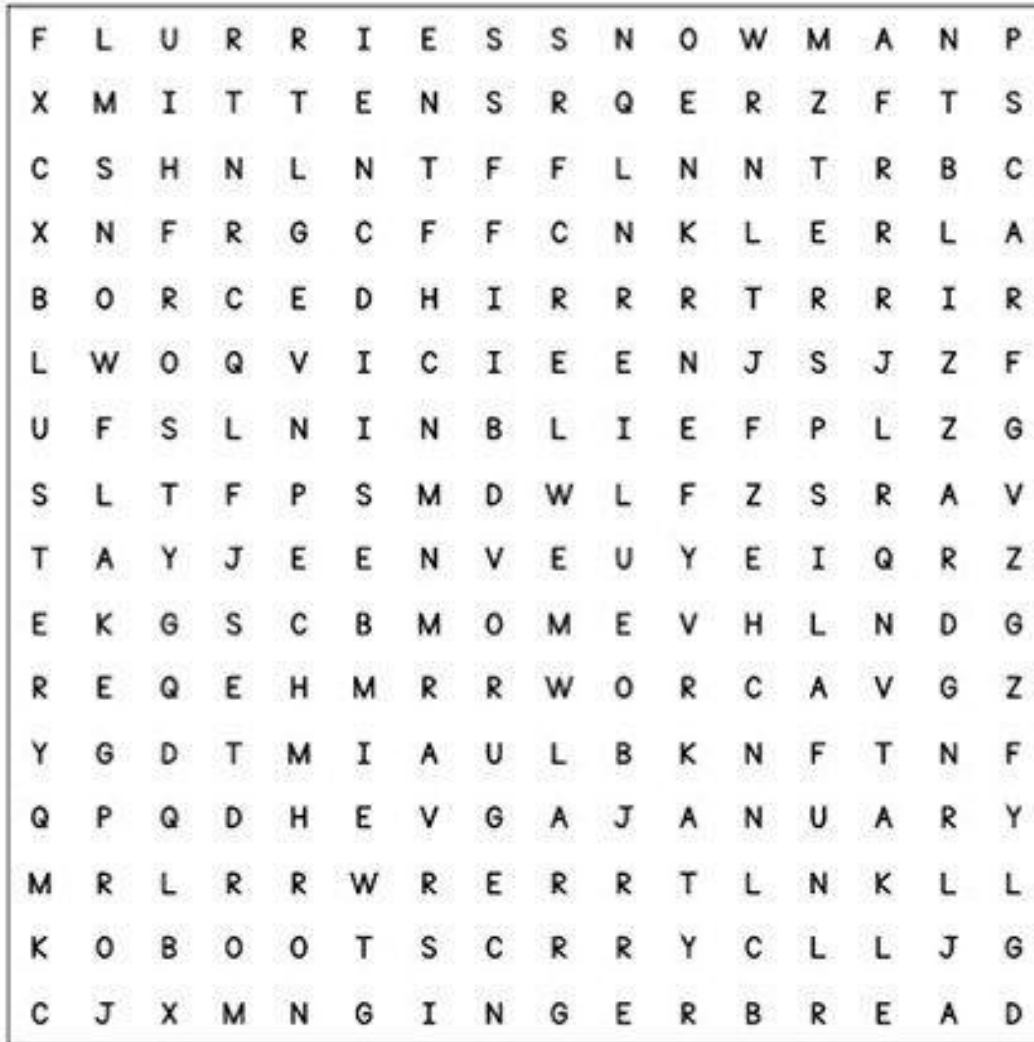 F L U R R I E S S N O W M A N P
X M I T T E N S R Q E R Z F T S
C S H N L N T F F L N N T R B C
X N F R G C F F C N K L E R L A
B O R C E D H I R R R T R R I R
L W O Q V I C I E E N J S J Z F
U F S L N I N B L I E F P L Z G
S L T F P S M D W L F Z S R A V
T A Y J E E N V E U Y E I Q R Z
E K G S C B M O M E V H L N D G
R E Q E H M R R W O R C A V G Z
Y G D T M I A U L B K N F T N F
Q P Q D H E V G A J A N U A R Y
M R L R R W R E R R T L N K L L
K O B O O T S C R R Y C L L J G
C J X M N G I N G E R B R E A D